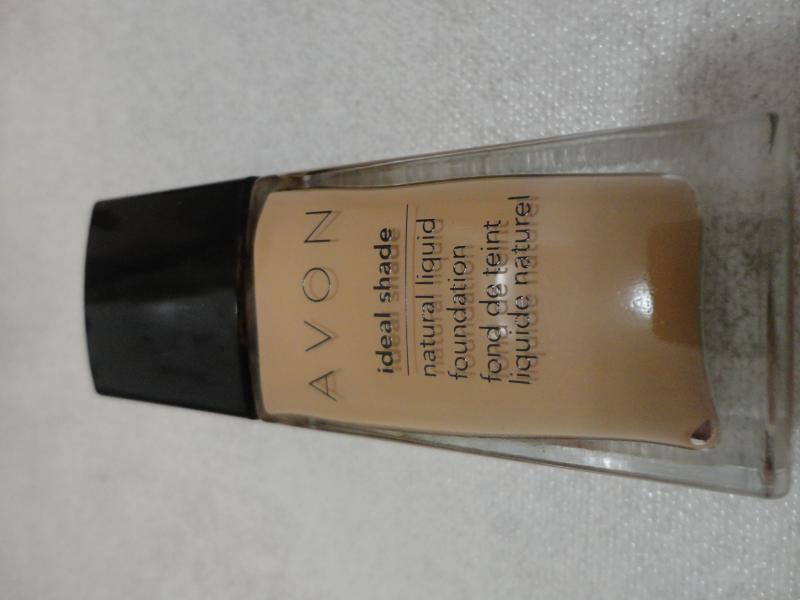 AVON
ideal shade
natural liquid
foundation
fond de teint
liquide naturel